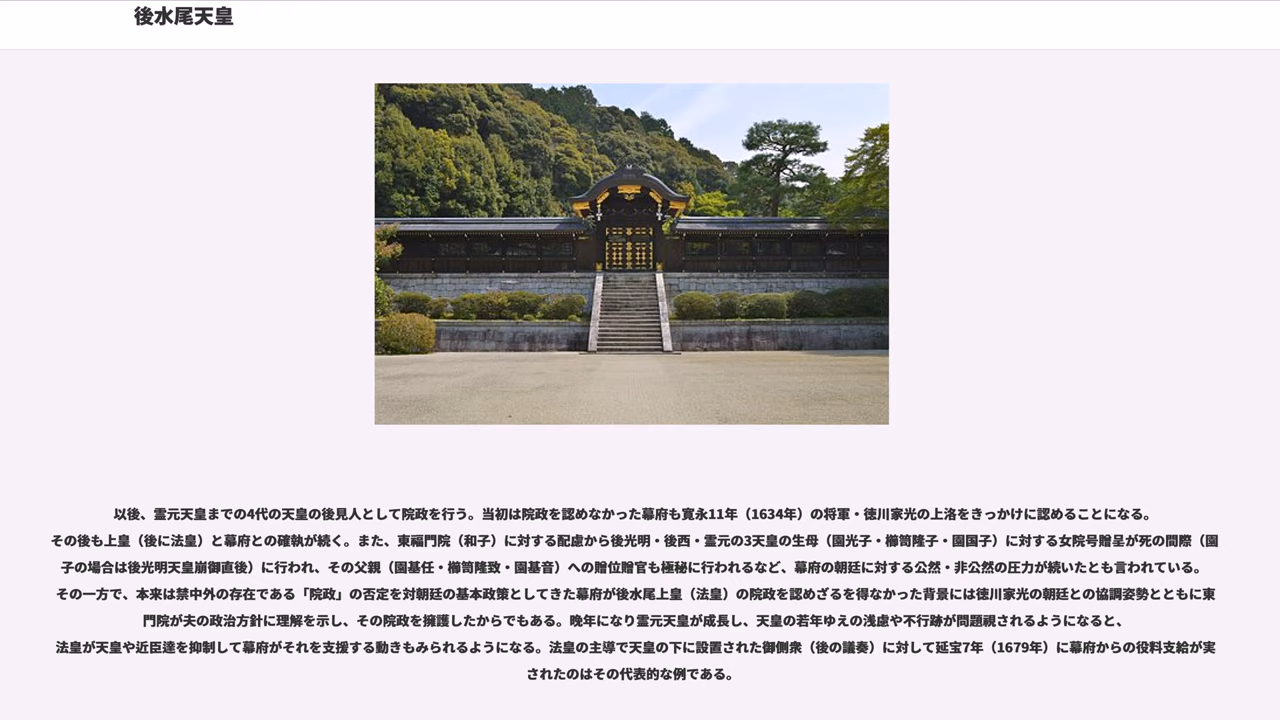 後水尾天皇
以後、霊元天皇までの4代の天皇の後見人として院政を行う。当初は院政を認めなかった幕府も寛永11年（1634年）の将軍・徳川家光の上洛をきっかけに認めることになる。
その後も上皇（後に法皇）と幕府との確執が続く。また、東福門院（和子）に対する配慮から後光明・後西・霊元の3天皇の生母（園光子・櫛笥隆子・園国子）に対する女院号贈呈が死の間際（園
子の場合は後光明天皇崩御直後）に行われ、その父親（園基任・櫛笥隆致・園基音）への贈位贈官も極秘に行われるなど、幕府の朝廷に対する公然・非公然の圧力が続いたとも言われている。
その一方で、本来は禁中外の存在である「院政」の否定を対朝廷の基本政策としてきた幕府が後水尾上皇（法皇）の院政を認めざるを得なかった背景には徳川家光の朝廷との協調姿勢とともに東
門院が夫の政治方針に理解を示し、その院政を擁護したからでもある。晩年になり霊元天皇が成長し、天皇の若年ゆえの浅慮や不行跡が問題視されるようになると、
法皇が天皇や近臣達を抑制して幕府がそれを支援する動きもみられるようになる。法皇の主導で天皇の下に設置された御側衆（後の議奏）に対して延宝7年（1679年）に幕府からの役料支給が実
されたのはその代表的な例である。